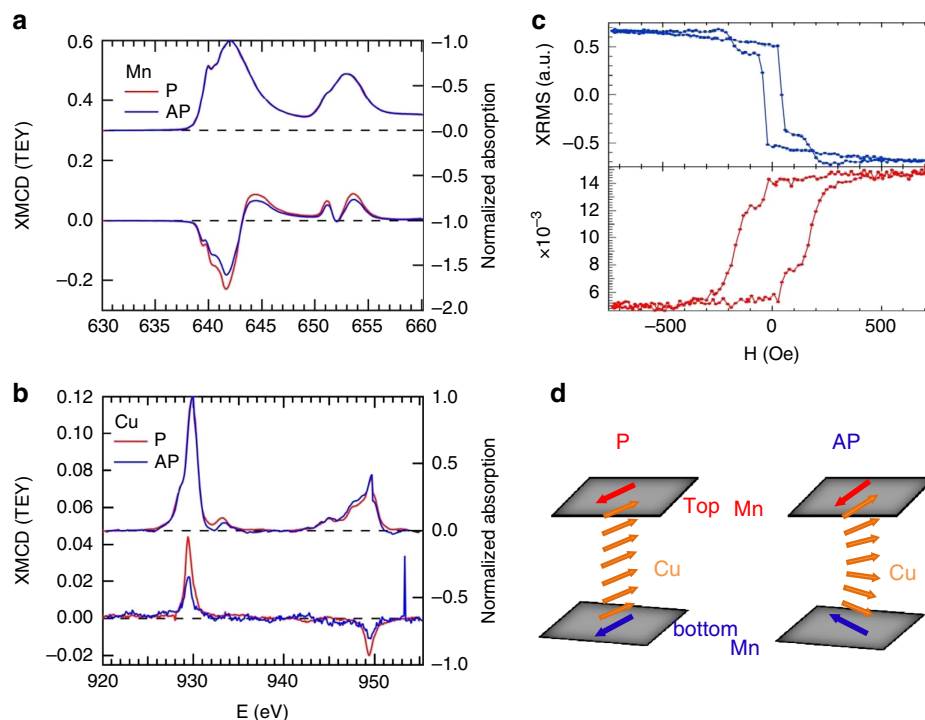 a
XMCD (TEY)
0.6
0.4
0.2
0.0
−0.2
Mn
P
AP
−1.0
−0.5
−0.0
−0.5
−1.0
−1.5
−2.0
Normalized absorption
630 635 640 645 650 655 660
b
XMCD (TEY)
0.12
0.10
0.08
0.06
0.04
0.02
0.00
−0.02
Cu
P
AP
1.0
0.5
0.0
−0.5
−1.0
Normalized absorption
920 930 940 950
E (eV)
c
XRMS (a.u.)
0.5
0.0
−0.5
×10⁻³
14
12
10
8
6
−500 0 500
H (Oe)
d
P AP
Top Mn
Cu Cu
bottom
Mn